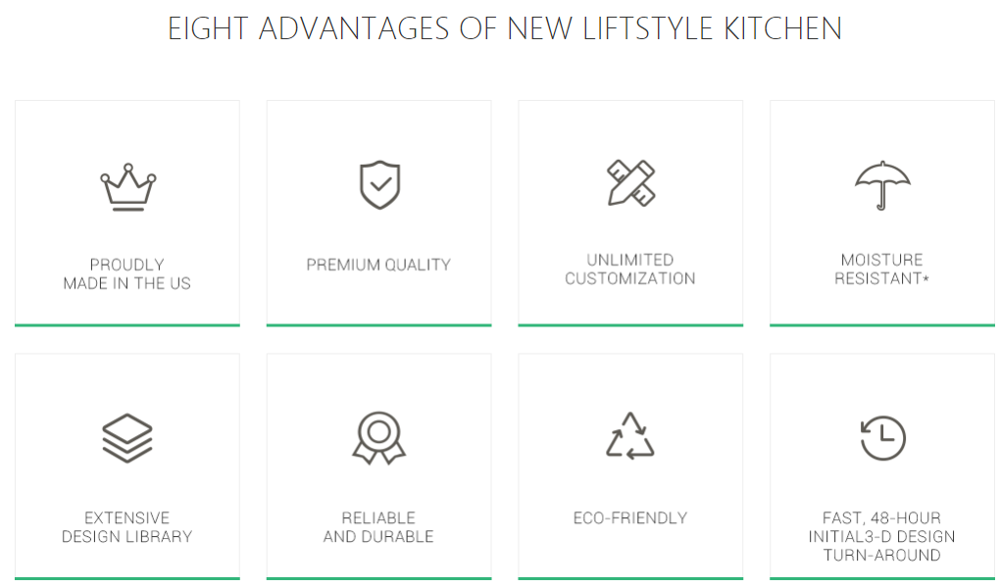 EIGHT ADVANTAGES OF NEW LIFTSTYLE KITCHEN
PROUDLY
MADE IN THE US
PREMIUM QUALITY
UNLIMITED
CUSTOMIZATION
MOISTURE
RESISTANT*
EXTENSIVE
DESIGN LIBRARY
RELIABLE
AND DURABLE
ECO-FRIENDLY
FAST, 48-HOUR
INITIAL3-D DESIGN
TURN-AROUND